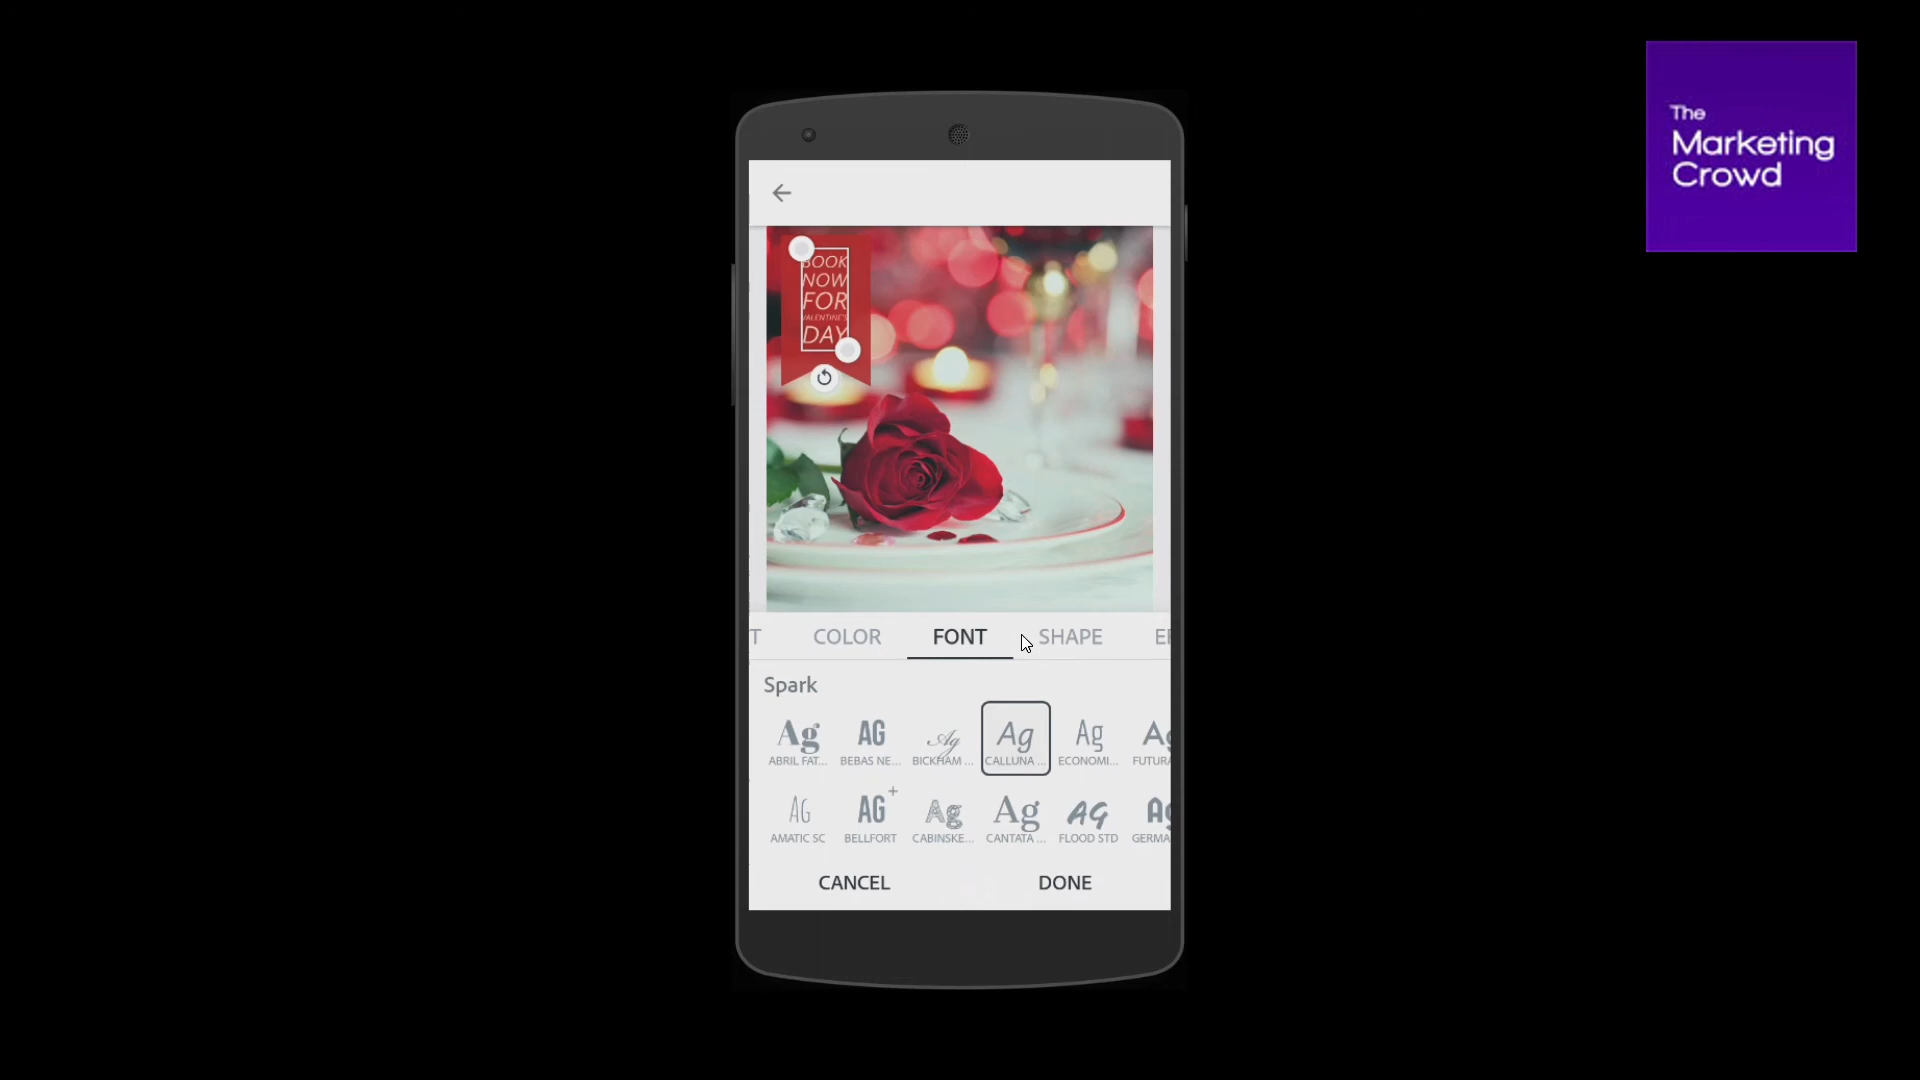 The
Marketing
Crowd
BOOK
NOW
FOR
VALENTINE'S
DAY
T COLOR FONT SHAPE
Spark
Ag AG Ag Ag Ag
ABRIL FAT... BEBAS NE... BICKHAM ... CALLUNA ... ECONOMI... FUTURA
AG AG+ Ag Ag AG
AMATIC SC BELLFORT CABINSKE... CANTATA ... FLOOD STD GERMA
CANCEL DONE